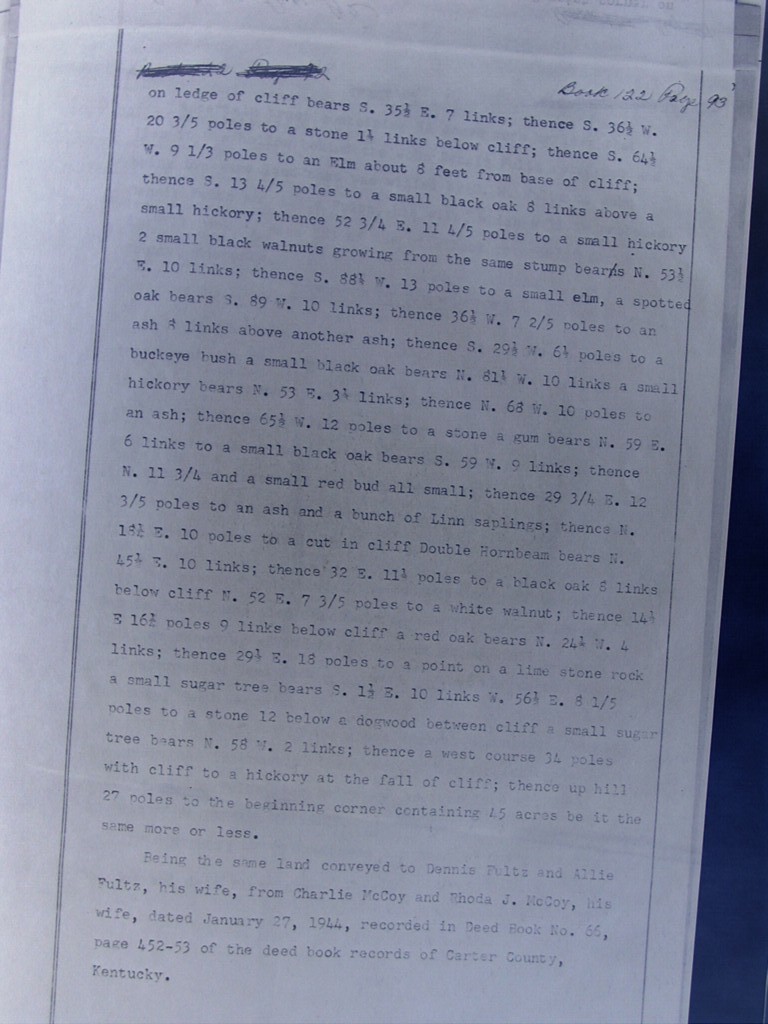 Book 122 Page 93
on ledge of cliff bears S. 35½ E. 7 links; thence S. 36½ W.
20 3/5 poles to a stone 1½ links below cliff; thence S. 64½
W. 9 1/3 poles to an Elm about 8 feet from base of cliff;
thence S. 13 4/5 poles to a small black oak 8 links above a
small hickory; thence 52 3/4 E. 11 4/5 poles to a small hickory
2 small black walnuts growing from the same stump bears N. 53½
E. 10 links; thence S. 88½ W. 13 poles to a small elm, a spotted
oak bears S. 89 W. 10 links; thence 36½ W. 7 2/5 poles to an
ash 8 links above another ash; thence S. 29½ W. 6½ poles to a
buckeye bush a small black oak bears N. 81½ W. 10 links a small
hickory bears N. 53 E. 3½ links; thence N. 68 W. 10 poles to
an ash; thence 65½ W. 12 poles to a stone a gum bears N. 59 E.
6 links to a small black oak bears S. 59 W. 9 links; thence
N. 11 3/4 and a small red bud all small; thence 29 3/4 E. 12
3/5 poles to an ash and a bunch of Linn saplings; thence N.
18½ E. 10 poles to a cut in cliff Double Hornbeam bears N.
45½ E. 10 links; thence 32 E. 11½ poles to a black oak 8 links
below cliff N. 52 E. 7 3/5 poles to a white walnut; thence 14½
E 16½ poles 9 links below cliff a red oak bears N. 24½ W. 4
links; thence 29½ E. 18 poles to a point on a lime stone rock
a small sugar tree bears S. 1½ E. 10 links W. 56½ E. 8 1/5
poles to a stone 12 below a dogwood between cliff a small sugar
tree bears N. 58 W. 2 links; thence a west course 34 poles
with cliff to a hickory at the fall of cliff; thence up hill
27 poles to the beginning corner containing 45 acres be it the
same more or less.
Being the same land conveyed to Dennis Fultz and Allie
Fultz, his wife, from Charlie McCoy and Rhoda J. McCoy, his
wife, dated January 27, 1944, recorded in Deed Book No. 66,
page 452-53 of the deed book records of Carter County,
Kentucky.